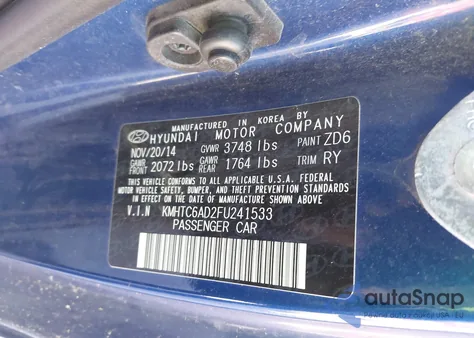 MANUFACTURED IN KOREA BY
HYUNDAI MOTOR COMPANY
NOV/20/14 GVWR 3748 lbs PAINT ZD6
GAWR FRONT 2072 lbs GAWR REAR 1764 lbs TRIM RY
THIS VEHICLE CONFORMS TO ALL APPLICABLE U.S.A. FEDERAL
MOTOR VEHICLE SAFETY, BUMPER, AND THEFT PREVENTION
STANDARDS IN EFFECT ON THE DATE OF MANUFACTURE
SHOWN ABOVE.
V.I.N KMHTC6AD2FU241533
PASSENGER CAR
autoSnap